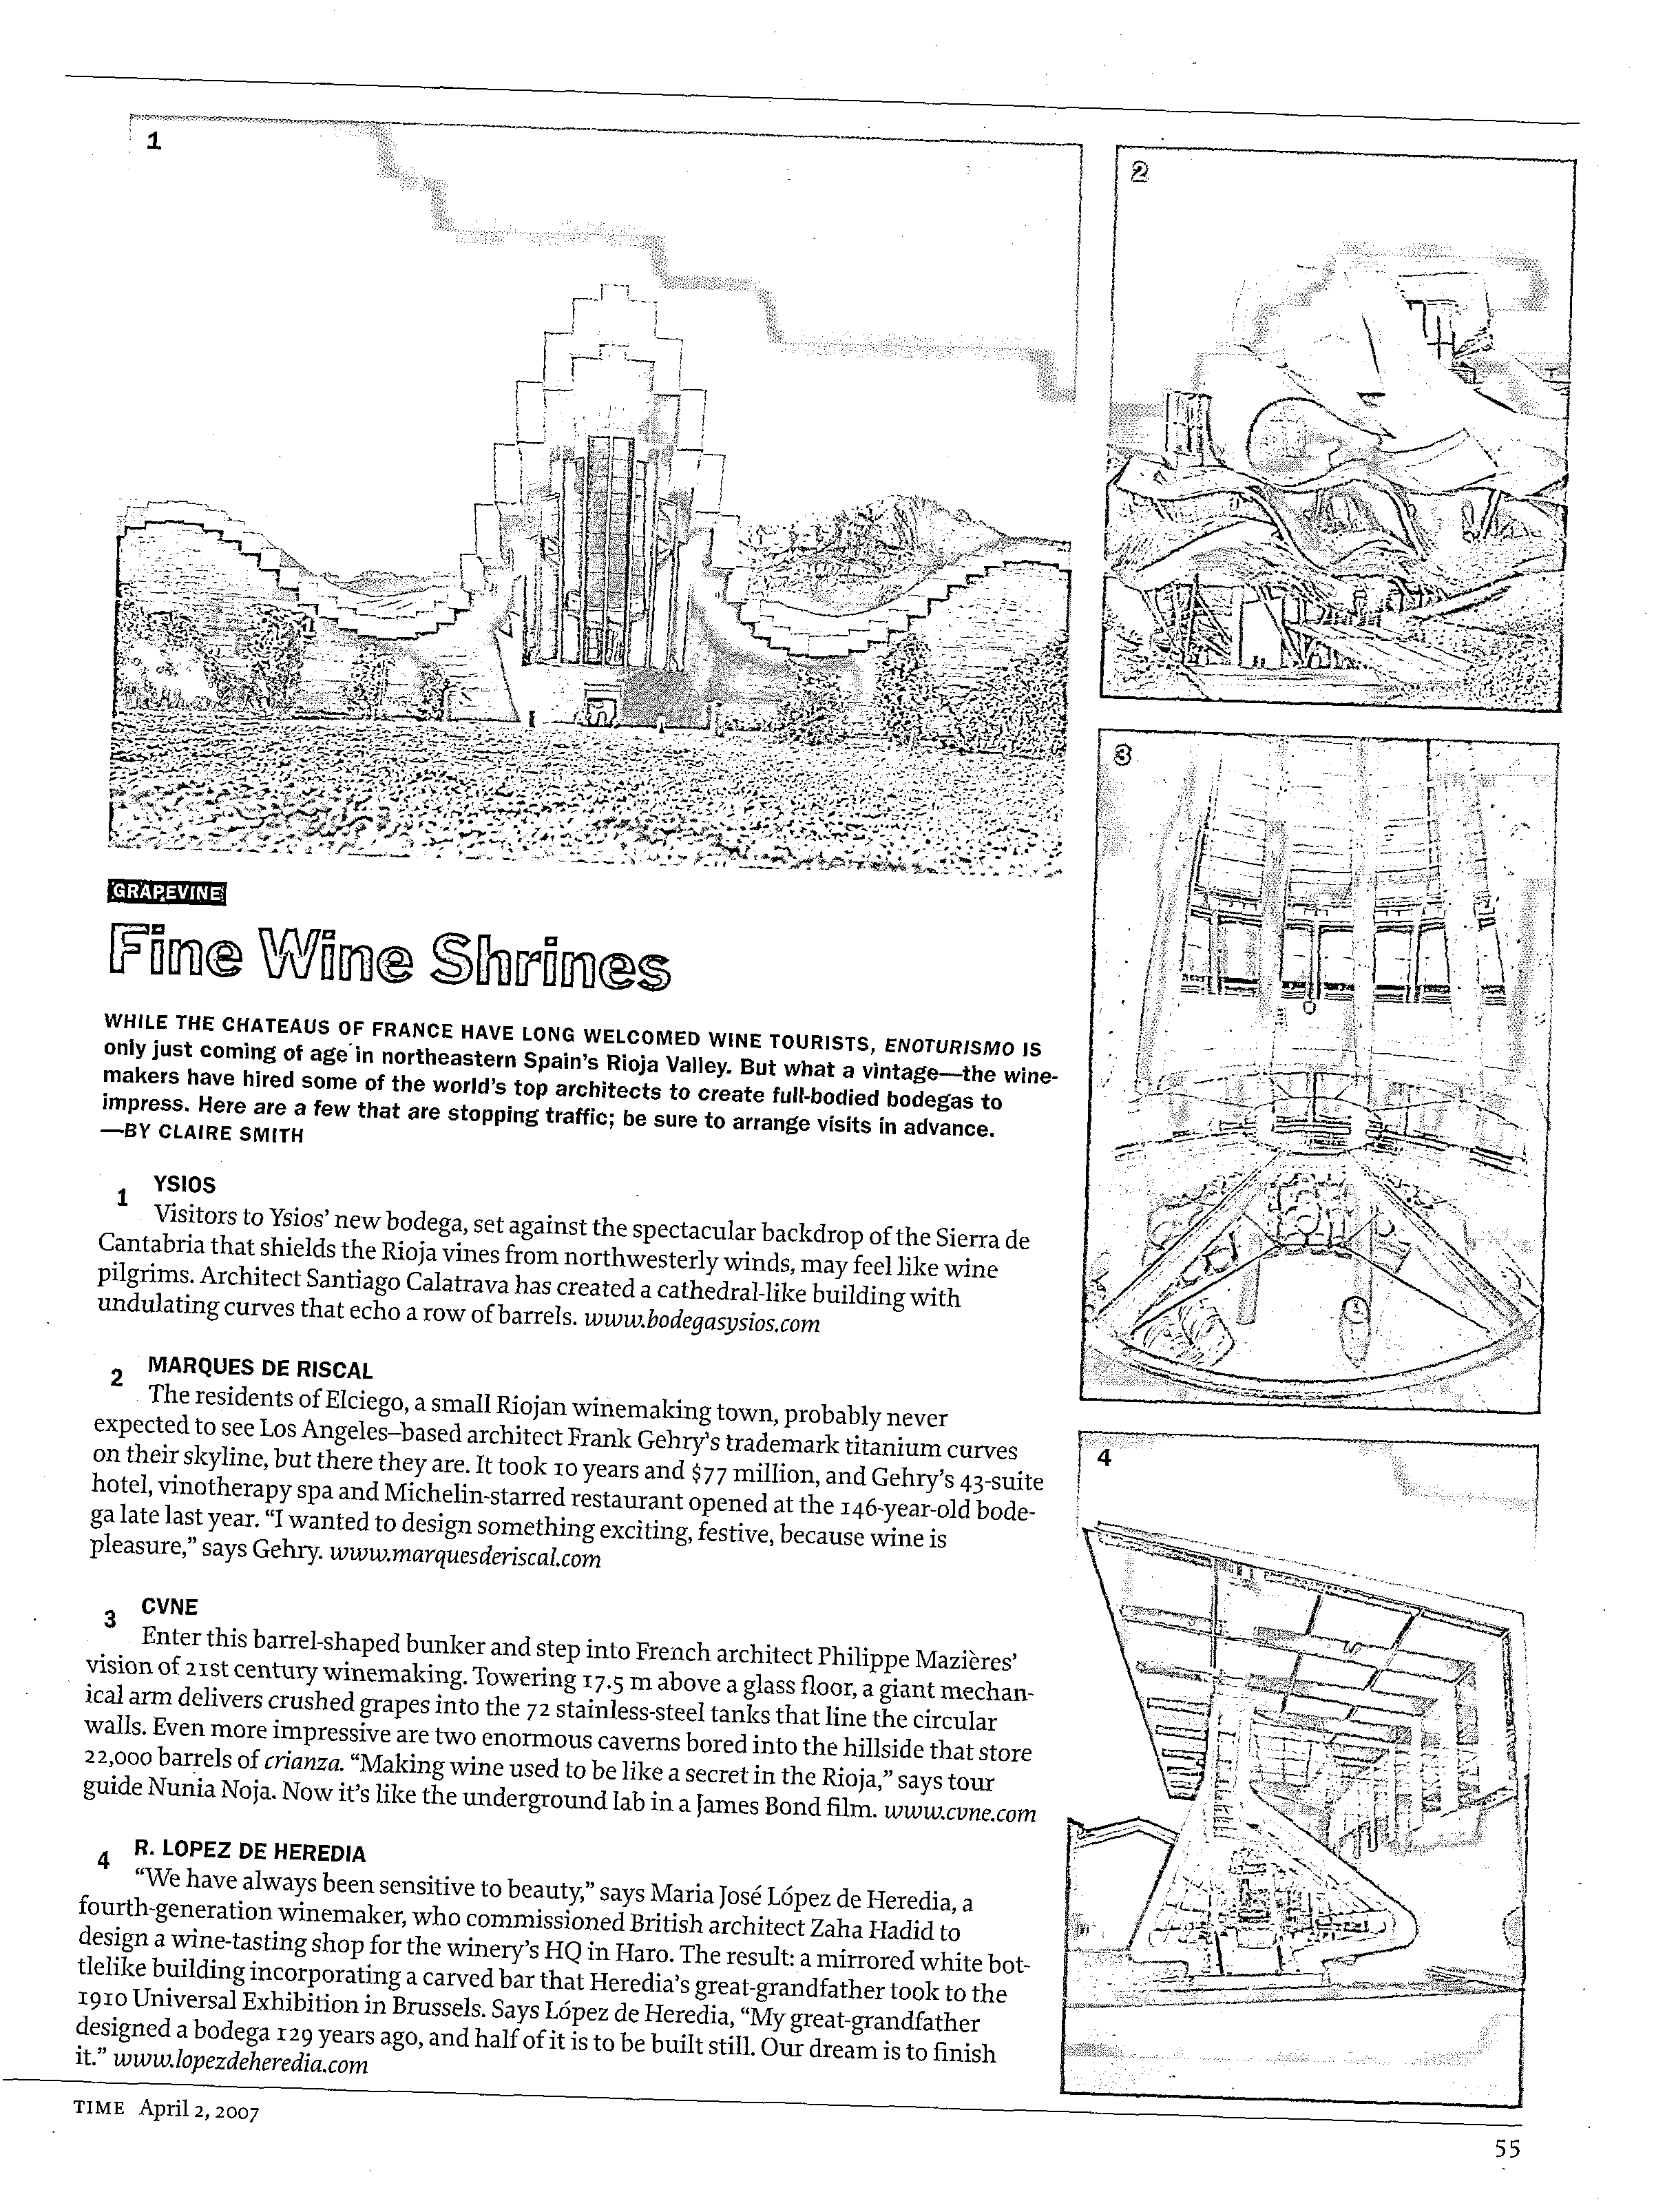 1
2
3
GRAPEVINE
Fine Wine Shrines
WHILE THE CHATEAUS OF FRANCE HAVE LONG WELCOMED WINE TOURISTS, ENOTURISMO IS
only just coming of age in northeastern Spain's Rioja Valley. But what a vintage—the wine-
makers have hired some of the world's top architects to create full-bodied bodegas to
impress. Here are a few that are stopping traffic; be sure to arrange visits in advance.
—BY CLAIRE SMITH
1 YSIOS
Visitors to Ysios' new bodega, set against the spectacular backdrop of the Sierra de
Cantabria that shields the Rioja vines from northwesterly winds, may feel like wine
pilgrims. Architect Santiago Calatrava has created a cathedral-like building with
undulating curves that echo a row of barrels. www.bodegasysios.com
2 MARQUES DE RISCAL
The residents of Elciego, a small Riojan winemaking town, probably never
expected to see Los Angeles–based architect Frank Gehry's trademark titanium curves
on their skyline, but there they are. It took 10 years and $77 million, and Gehry's 43-suite
hotel, vinotherapy spa and Michelin-starred restaurant opened at the 146-year-old bode-
ga late last year. “I wanted to design something exciting, festive, because wine is
pleasure,” says Gehry. www.marquesderiscal.com
3 CVNE
Enter this barrel-shaped bunker and step into French architect Philippe Mazières'
vision of 21st century winemaking. Towering 17.5 m above a glass floor, a giant mechan-
ical arm delivers crushed grapes into the 72 stainless-steel tanks that line the circular
walls. Even more impressive are two enormous caverns bored into the hillside that store
22,000 barrels of crianza. “Making wine used to be like a secret in the Rioja,” says tour
guide Nunia Noja. Now it's like the underground lab in a James Bond film. www.cvne.com
4 R. LOPEZ DE HEREDIA
“We have always been sensitive to beauty,” says Maria José López de Heredia, a
fourth-generation winemaker, who commissioned British architect Zaha Hadid to
design a wine-tasting shop for the winery's HQ in Haro. The result: a mirrored white bot-
tlelike building incorporating a carved bar that Heredia's great-grandfather took to the
1910 Universal Exhibition in Brussels. Says López de Heredia, “My great-grandfather
designed a bodega 129 years ago, and half of it is to be built still. Our dream is to finish
it.” www.lopezdeheredia.com
4
TIME April 2, 2007
55